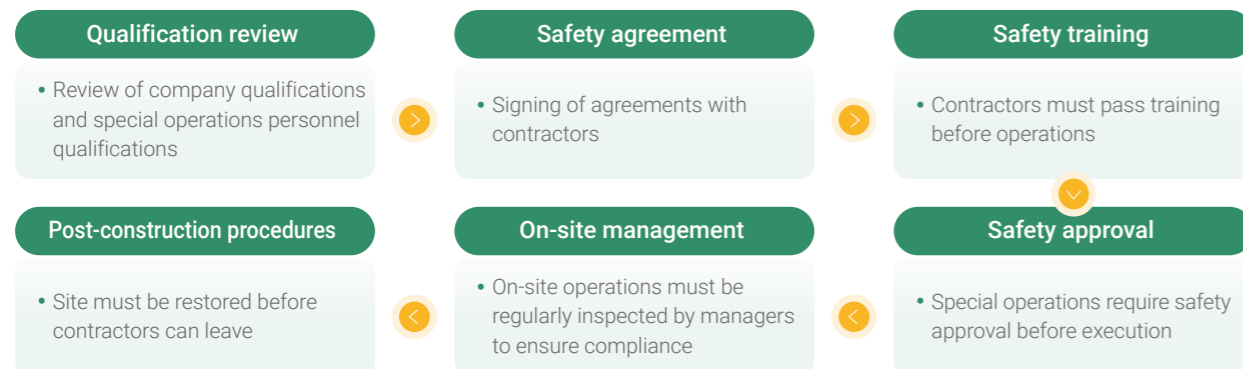 Qualification review
• Review of company qualifications
and special operations personnel
qualifications
Safety agreement
• Signing of agreements with
contractors
Safety training
• Contractors must pass training
before operations
Safety approval
• Special operations require safety
approval before execution
On-site management
• On-site operations must be
regularly inspected by managers
to ensure compliance
Post-construction procedures
• Site must be restored before
contractors can leave